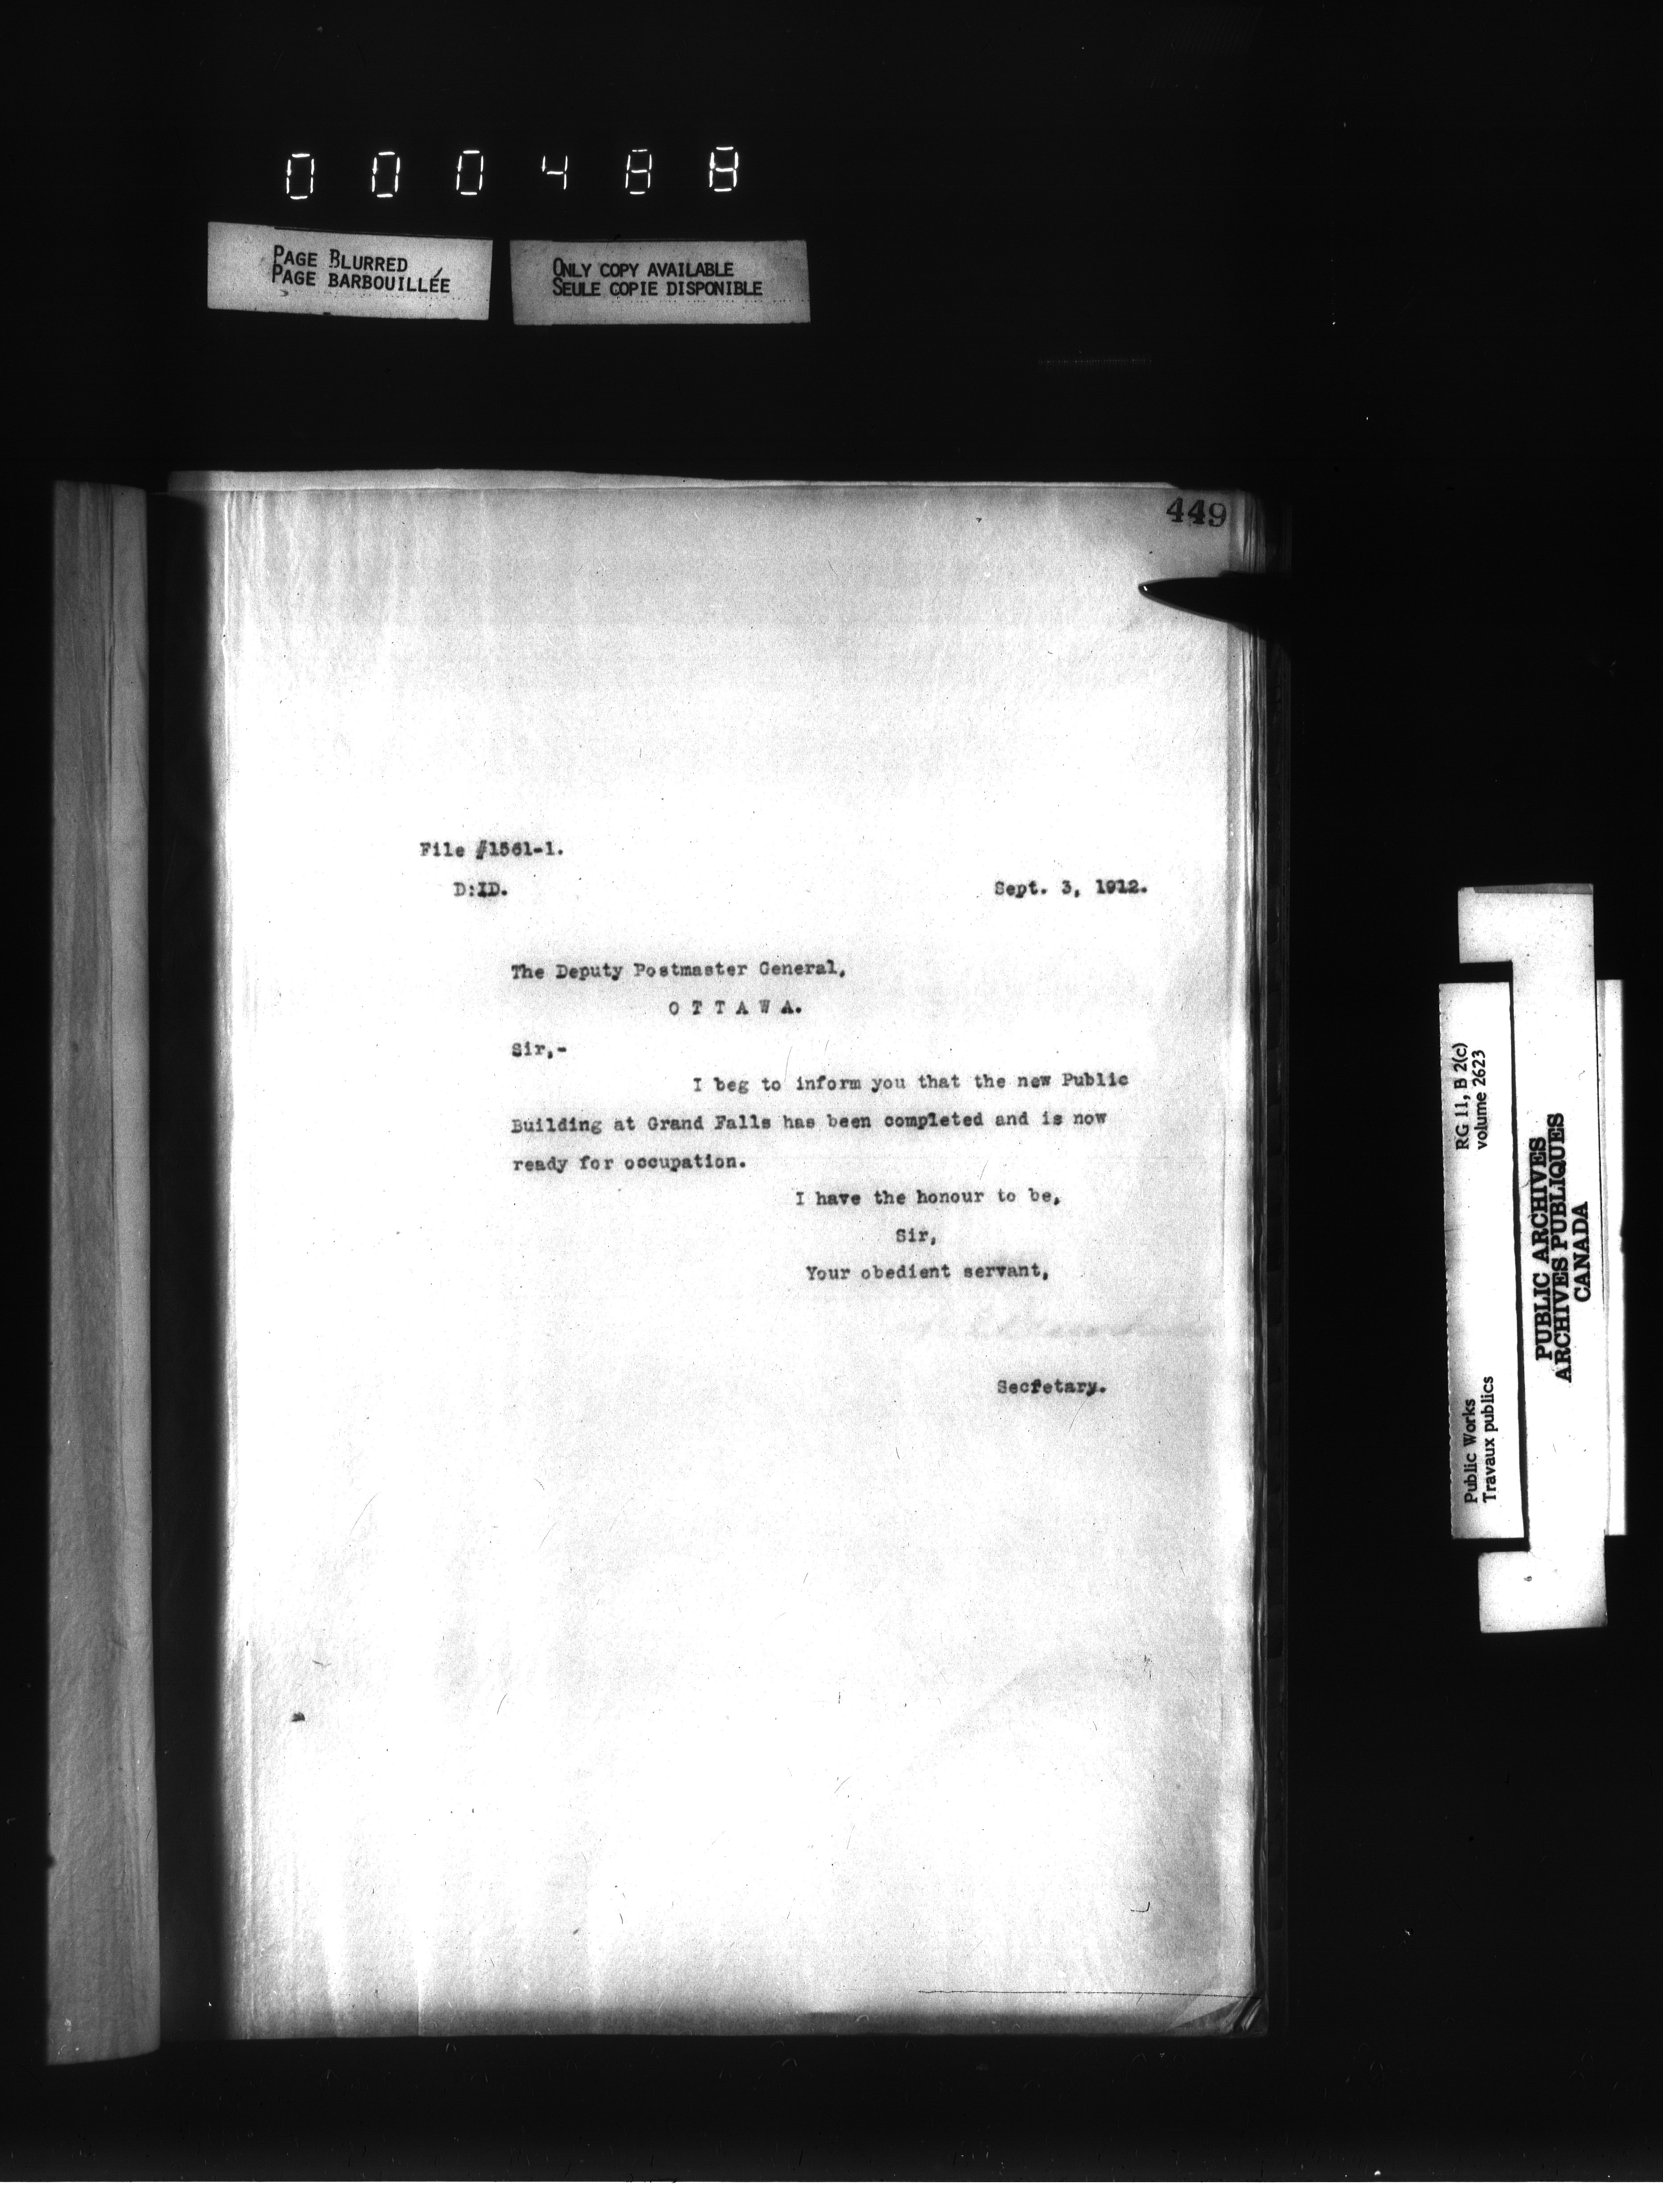 000488
PAGE BLURRED
PAGE BARBOUILLÉE
ONLY COPY AVAILABLE
SEULE COPIE DISPONIBLE
449
File #1561-1.
D:ID.
Sept. 3, 1912.
The Deputy Postmaster General,
O T T A W A.
Sir,-
I beg to inform you that the new Public
Building at Grand Falls has been completed and is now
ready for occupation.
I have the honour to be,
Sir,
Your obedient servant,
Secretary.
RG 11, B 2(c)
volume 2623
Public Works
Travaux publics
PUBLIC ARCHIVES
ARCHIVES PUBLIQUES
CANADA